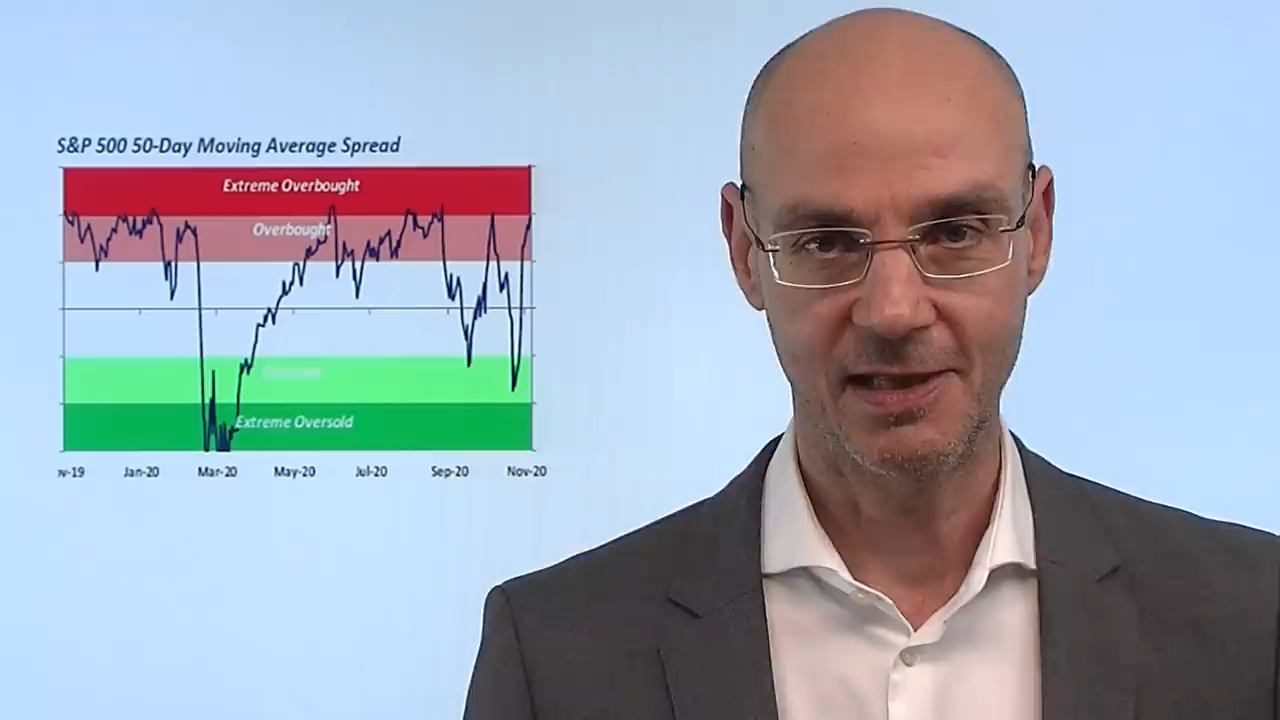 S&P 500 50-Day Moving Average Spread
Extreme Overbought
Overbought
Extreme Oversold
Jan-20
Mar-20
May-20
Jul-20
Sep-20
Nov-20